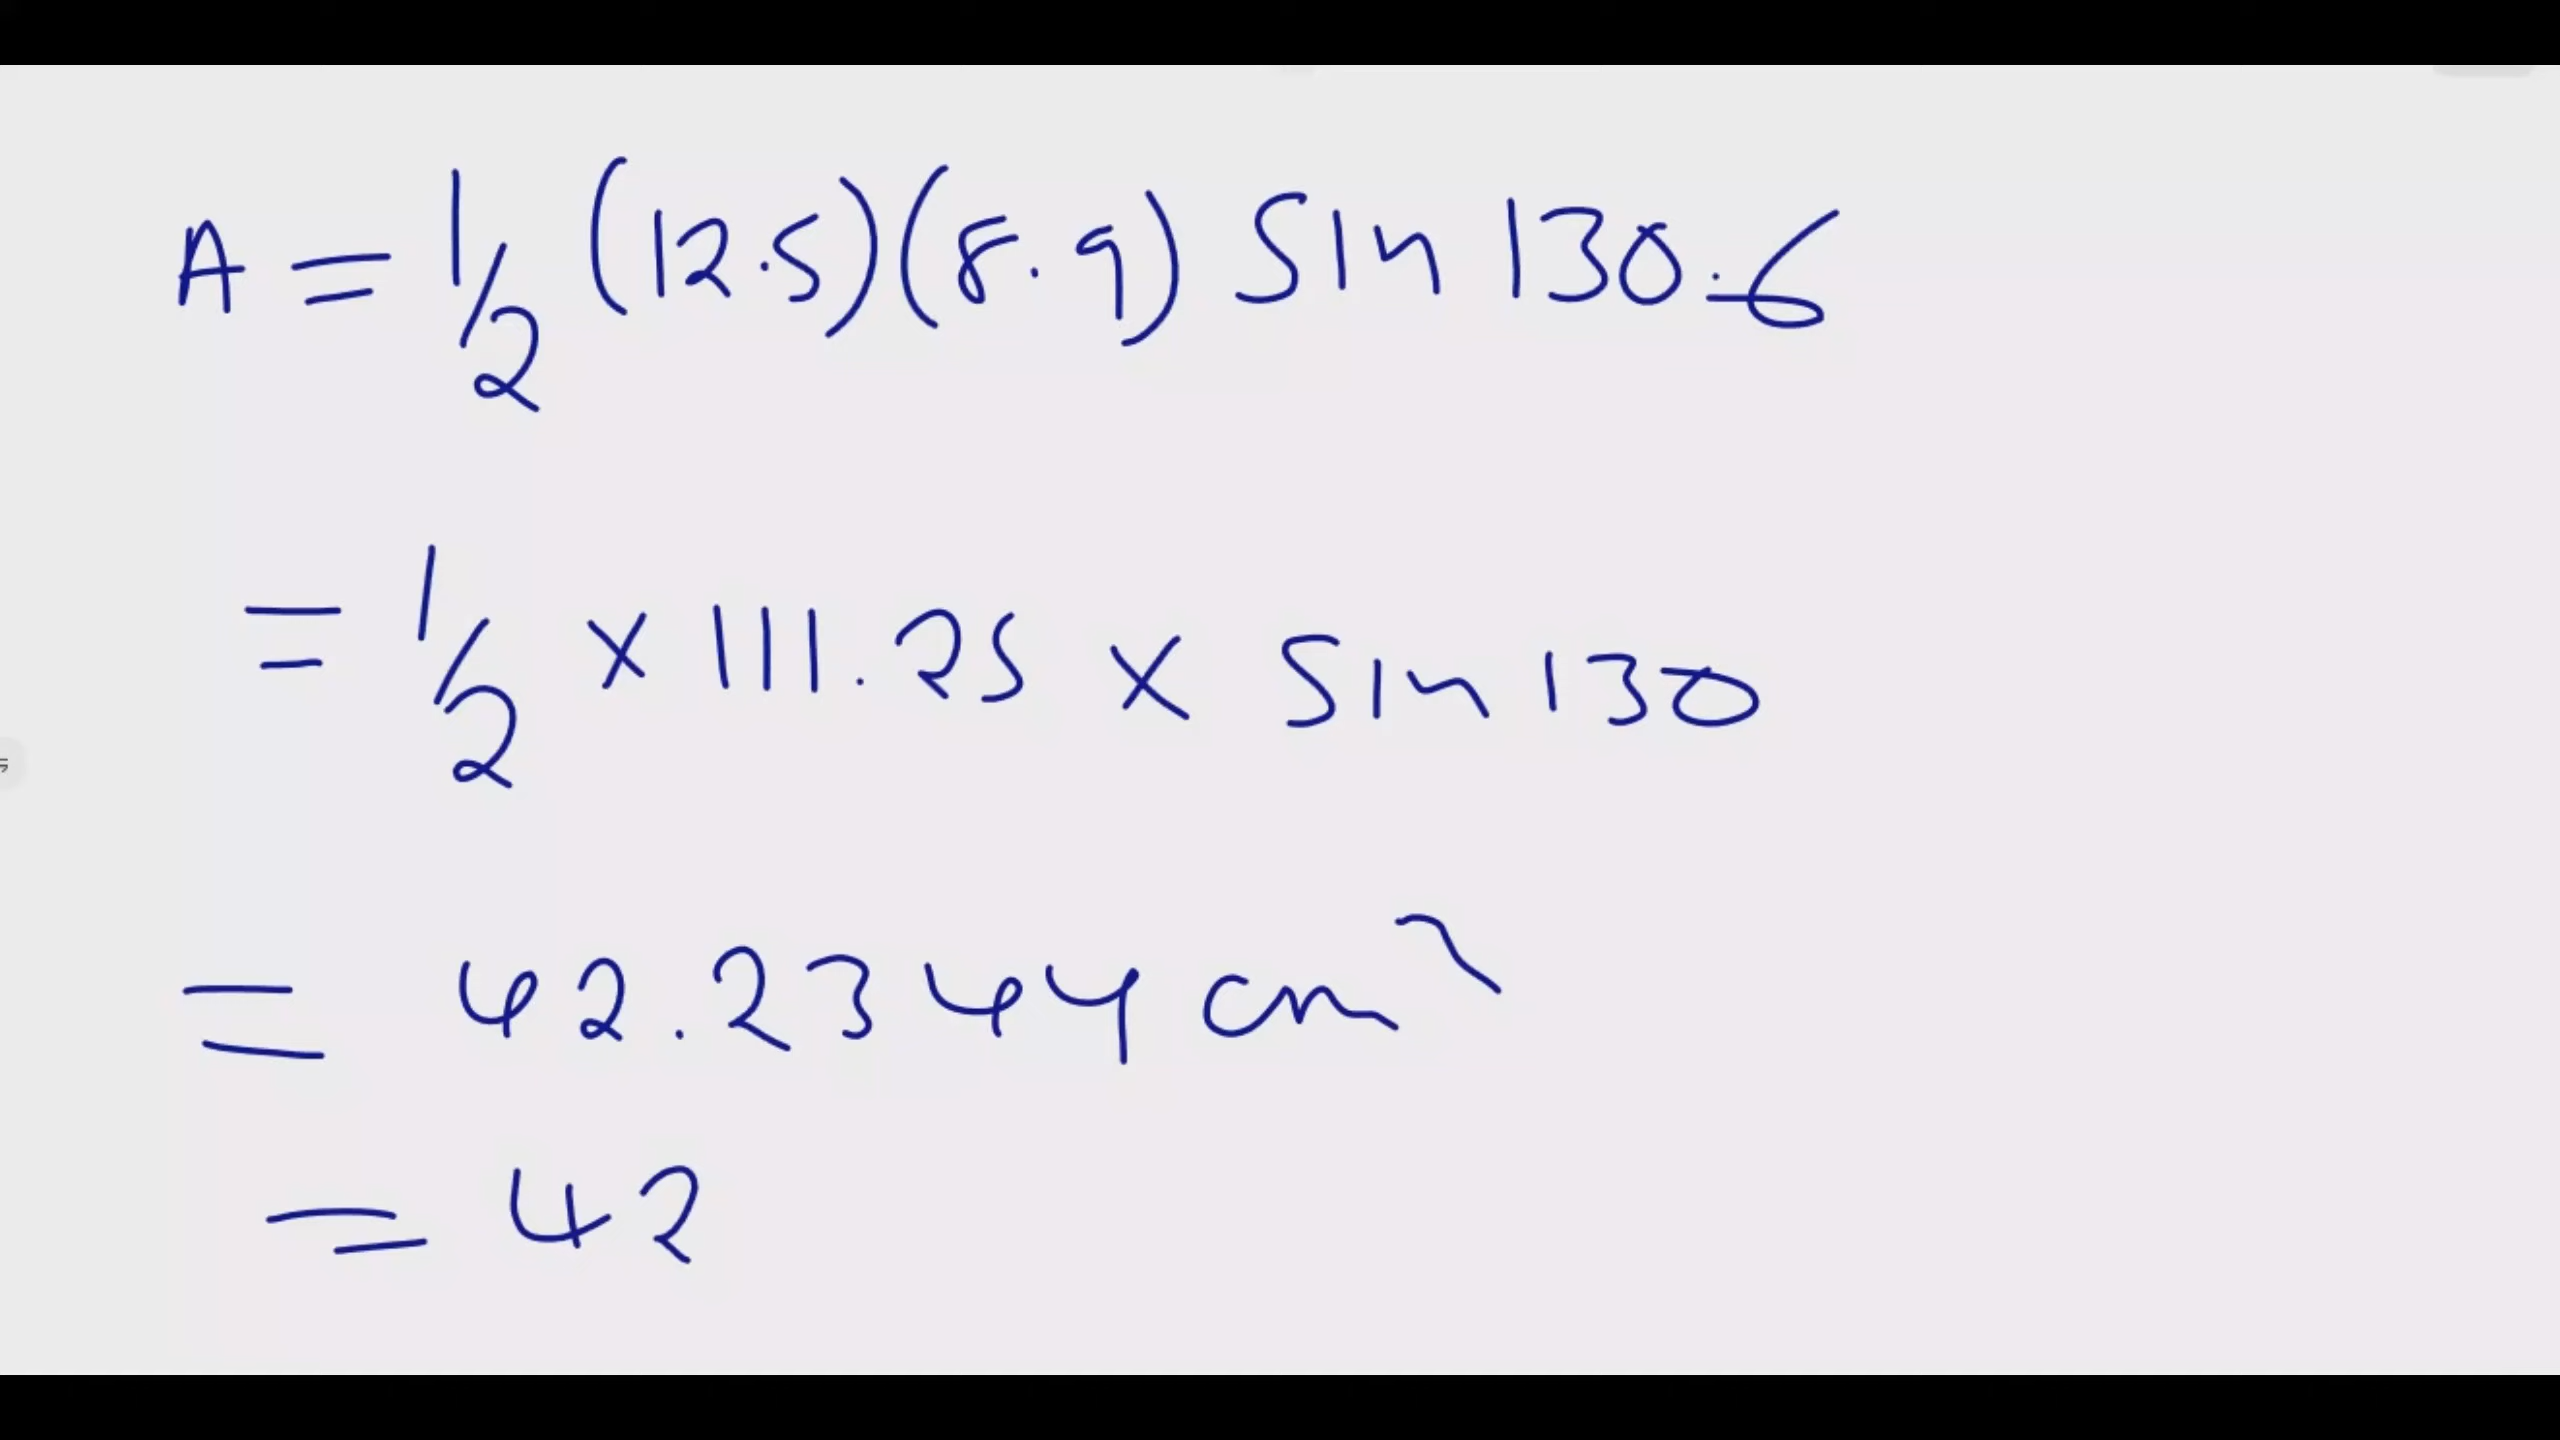 A = 1/2 (12.5)(8.9) Sin 130.6
= 1/2 × 111.25 × Sin 130
= 42.2344 cm²
= 42